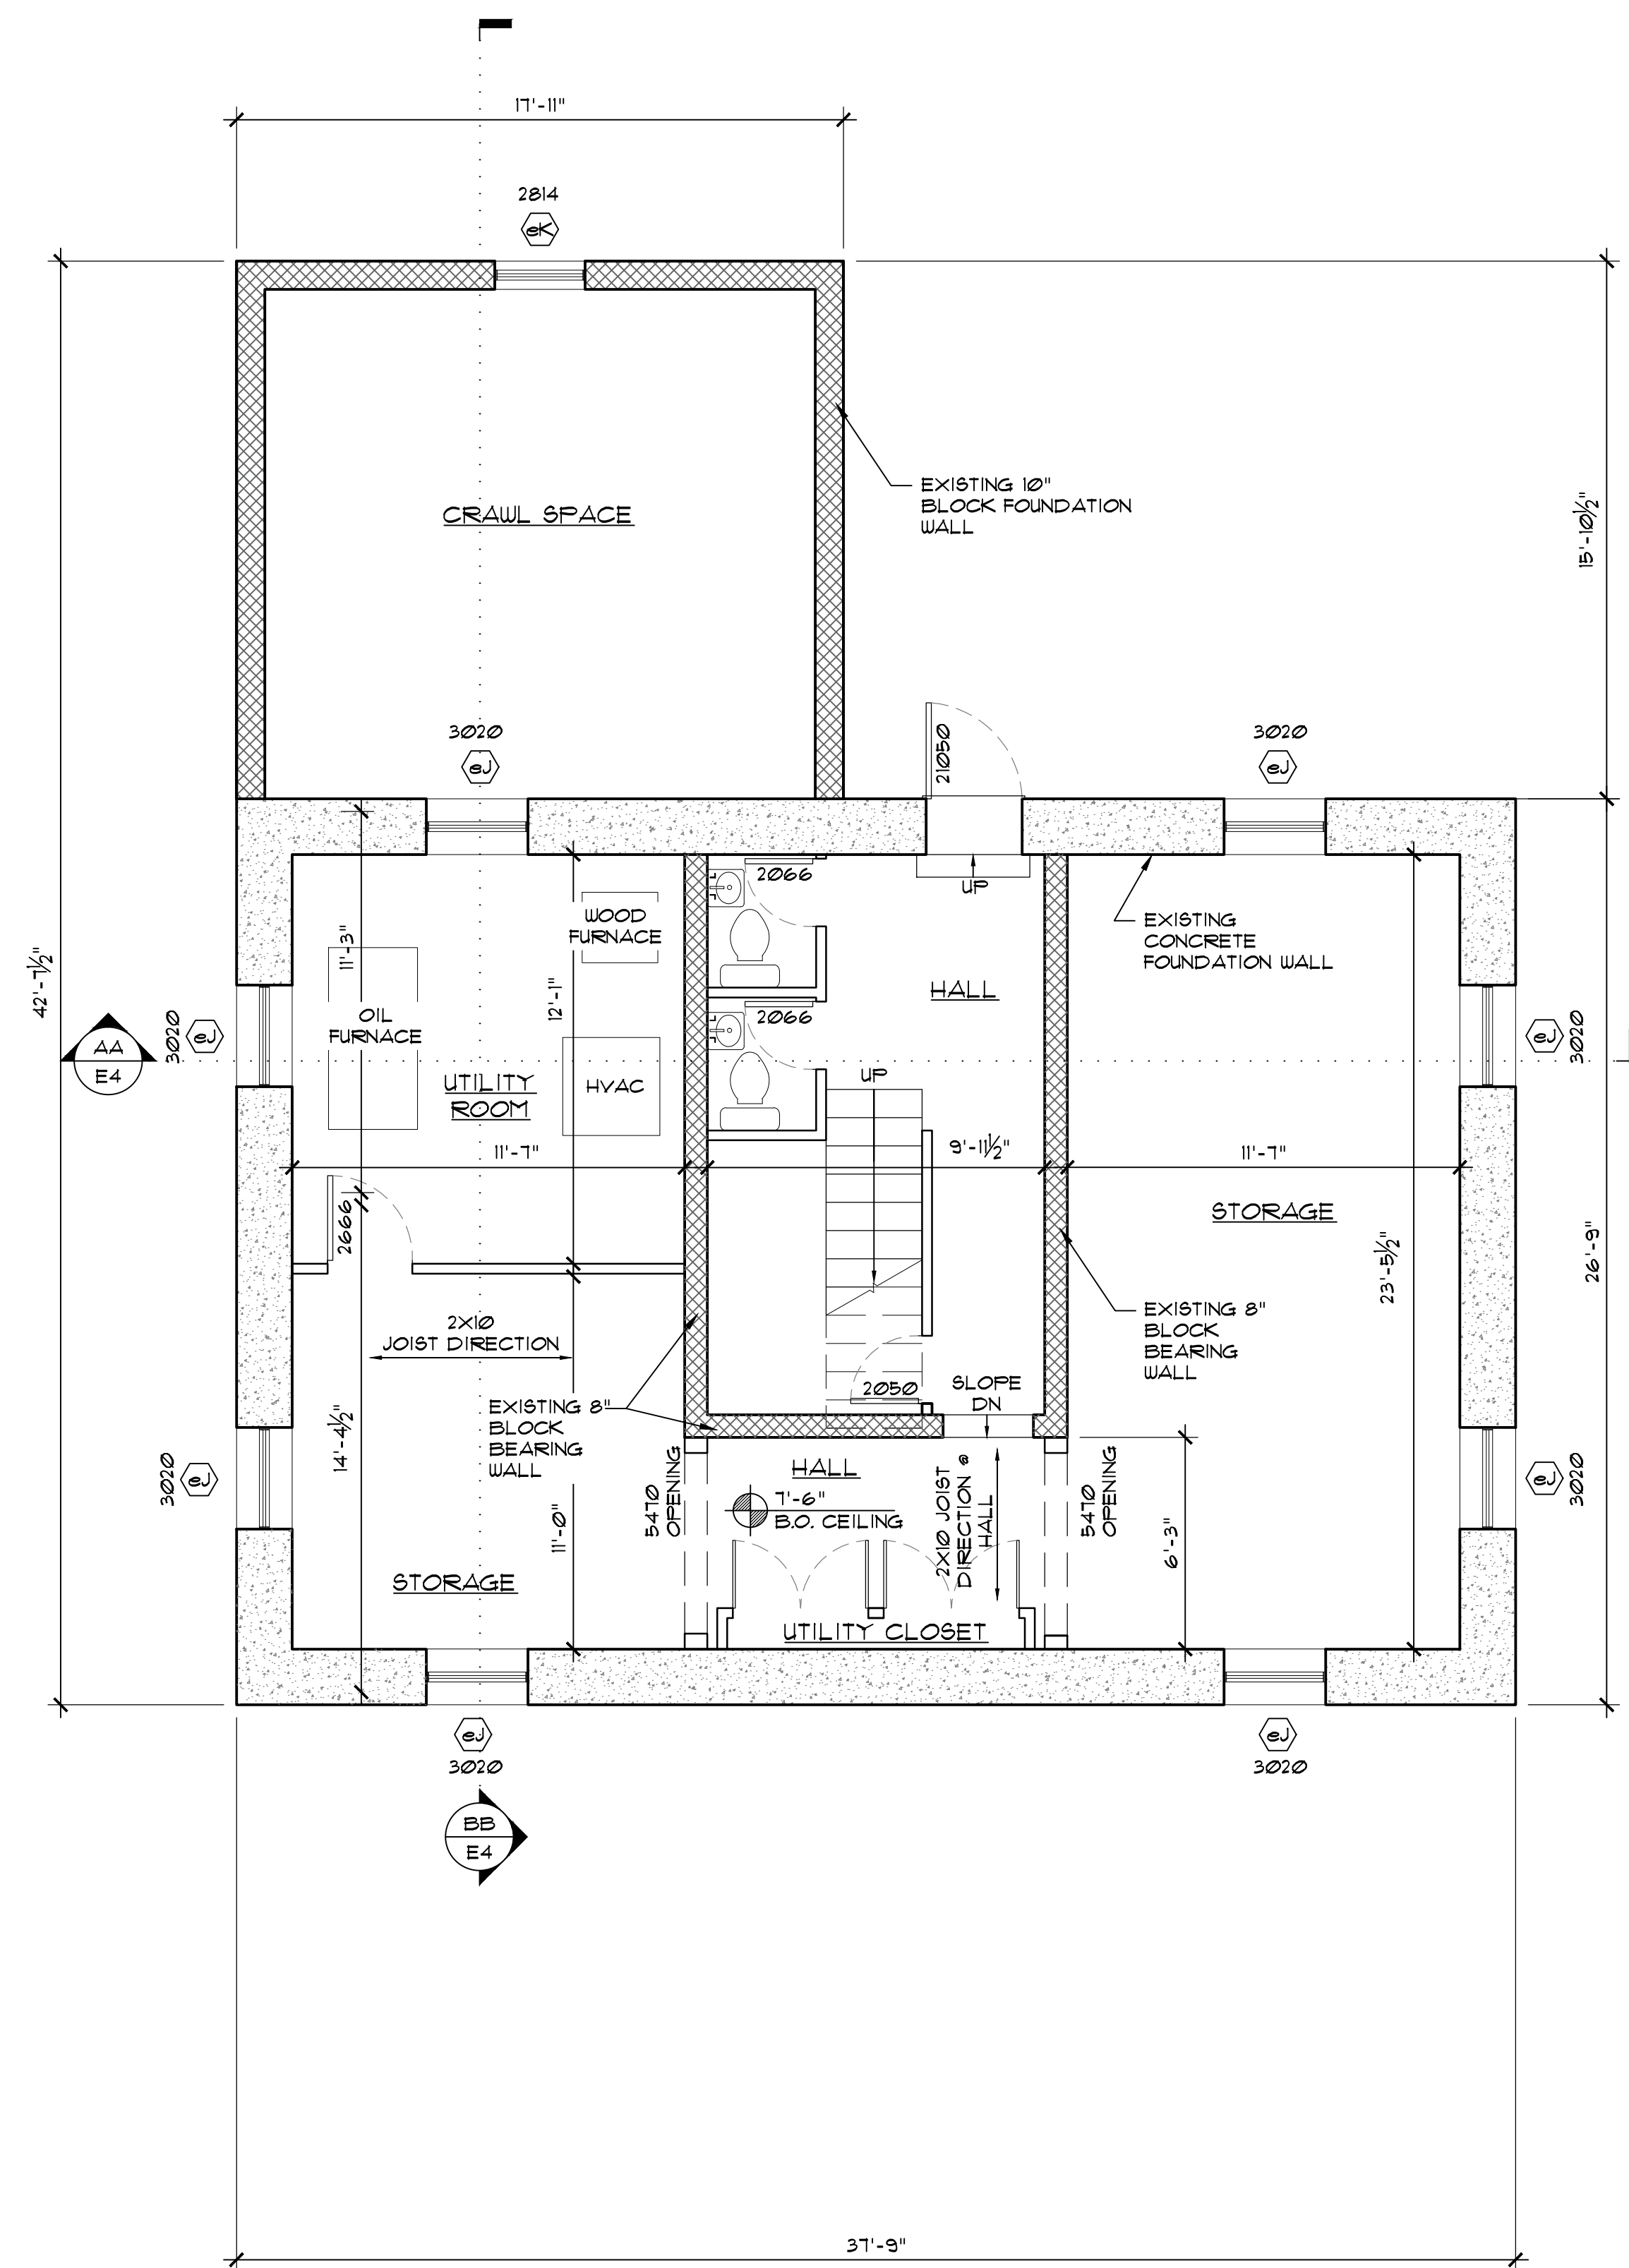 17'-11"
2814
eK
CRAWL SPACE
EXISTING 10"
BLOCK FOUNDATION
WALL
15'-10½"
3020
eJ
21050
3020
eJ
42'-7½"
11'-3"
2066
UP
WOOD
FURNACE
12'-1"
EXISTING
CONCRETE
FOUNDATION WALL
HALL
OIL
FURNACE
2066
3020
eJ
AA
E4
UTILITY
ROOM
HVAC
UP
eJ
3020
11'-7"
9'-11½"
11'-7"
STORAGE
2666
23'-5½"
26'-9"
2X10
JOIST DIRECTION
EXISTING 8"
BLOCK
BEARING
WALL
2050
SLOPE
DN
EXISTING 8"
BLOCK
BEARING
WALL
14'-4½"
3020
eJ
11'-0"
5470
OPENING
HALL
7'-6"
B.O. CEILING
2X10 JOIST
DIRECTION @
HALL
5470
OPENING
6'-3"
eJ
3020
STORAGE
UTILITY CLOSET
eJ
3020
eJ
3020
BB
E4
37'-9"